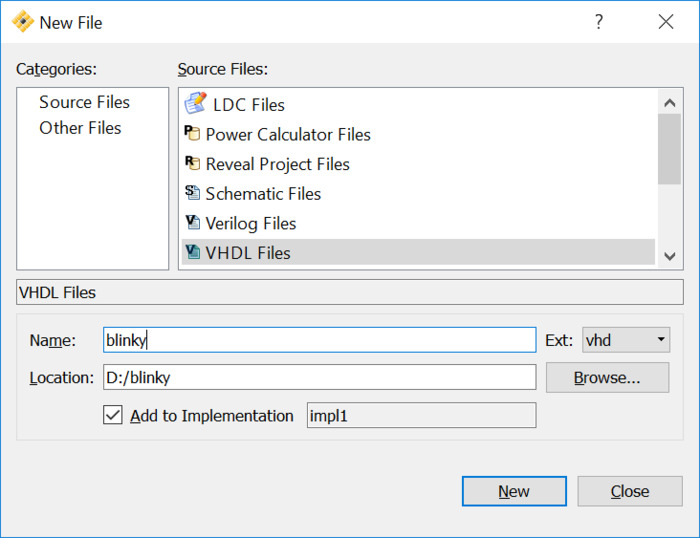 New File
?
Categories:
Source Files:
Source Files
Other Files
LDC Files
Power Calculator Files
Reveal Project Files
Schematic Files
Verilog Files
VHDL Files
VHDL Files
Name: blinky Ext: vhd
Location: D:/blinky Browse...
Add to Implementation impl1
New Close